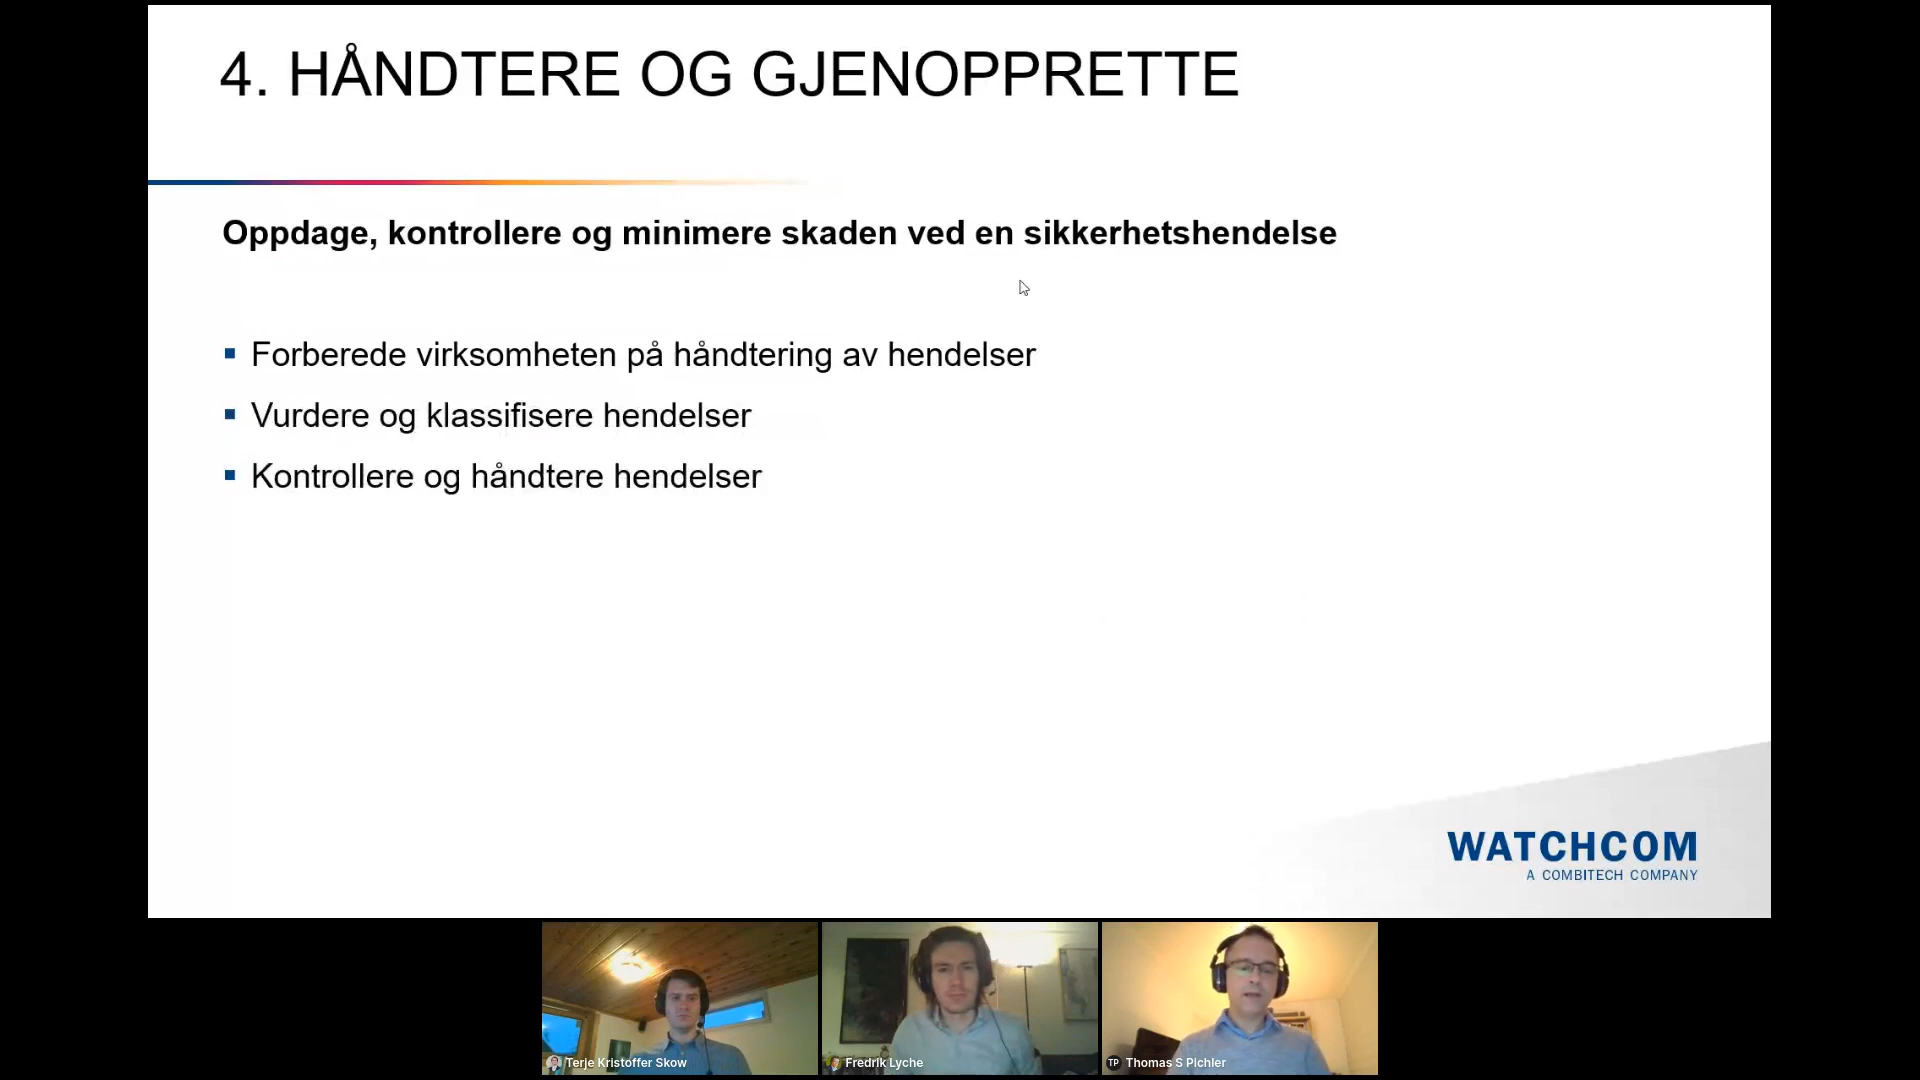 4. HÅNDTERE OG GJENOPPRETTE
Oppdage, kontrollere og minimere skaden ved en sikkerhetshendelse
Forberede virksomheten på håndtering av hendelser
Vurdere og klassifisere hendelser
Kontrollere og håndtere hendelser
WATCHCOM
A COMBITECH COMPANY
Terje Kristoffer Skow
Fredrik Lyche
TP Thomas S Pichler